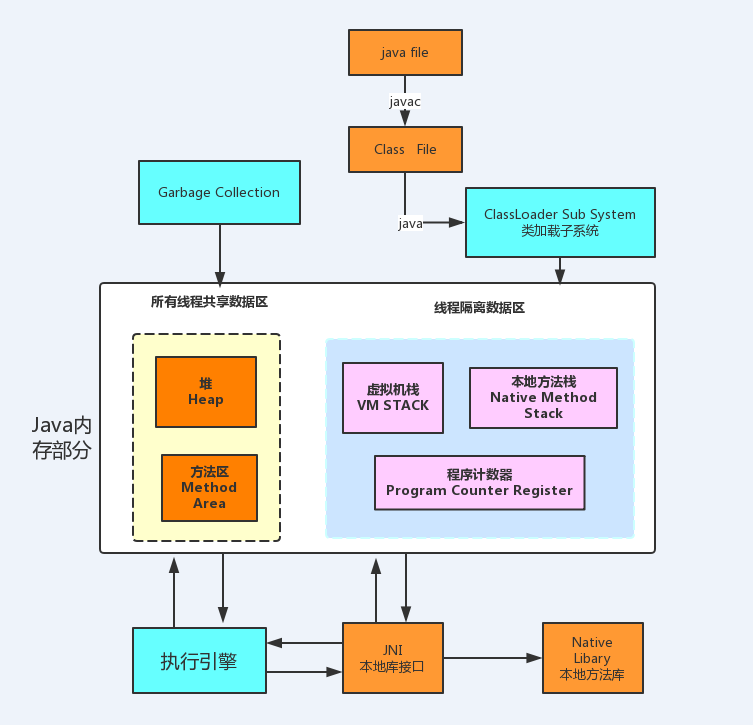 java file
javac
Class File
Garbage Collection
java
ClassLoader Sub System
类加载子系统
所有线程共享数据区
线程隔离数据区
堆
Heap
虚拟机栈
VM STACK
本地方法栈
Native Method
Stack
Java内
存部分
方法区
Method
Area
程序计数器
Program Counter Register
执行引擎
JNI
本地库接口
Native
Libary
本地方法库